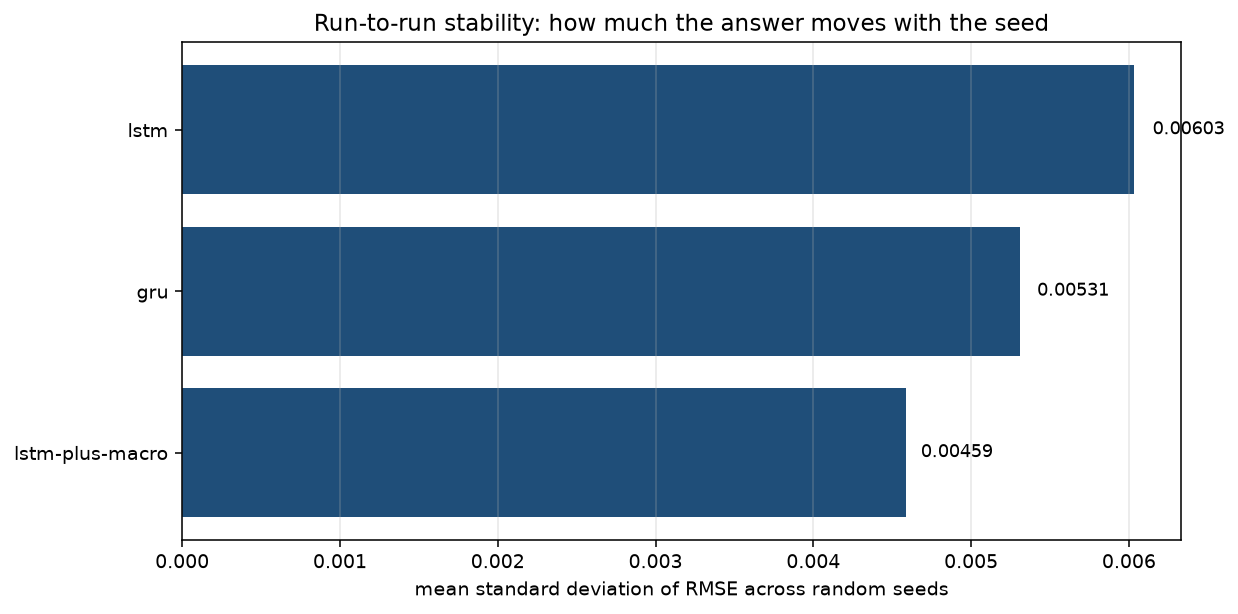 Run-to-run stability: how much the answer moves with the seed
lstm
0.00603
gru
0.00531
lstm-plus-macro
0.00459
0.000 0.001 0.002 0.003 0.004 0.005 0.006
mean standard deviation of RMSE across random seeds